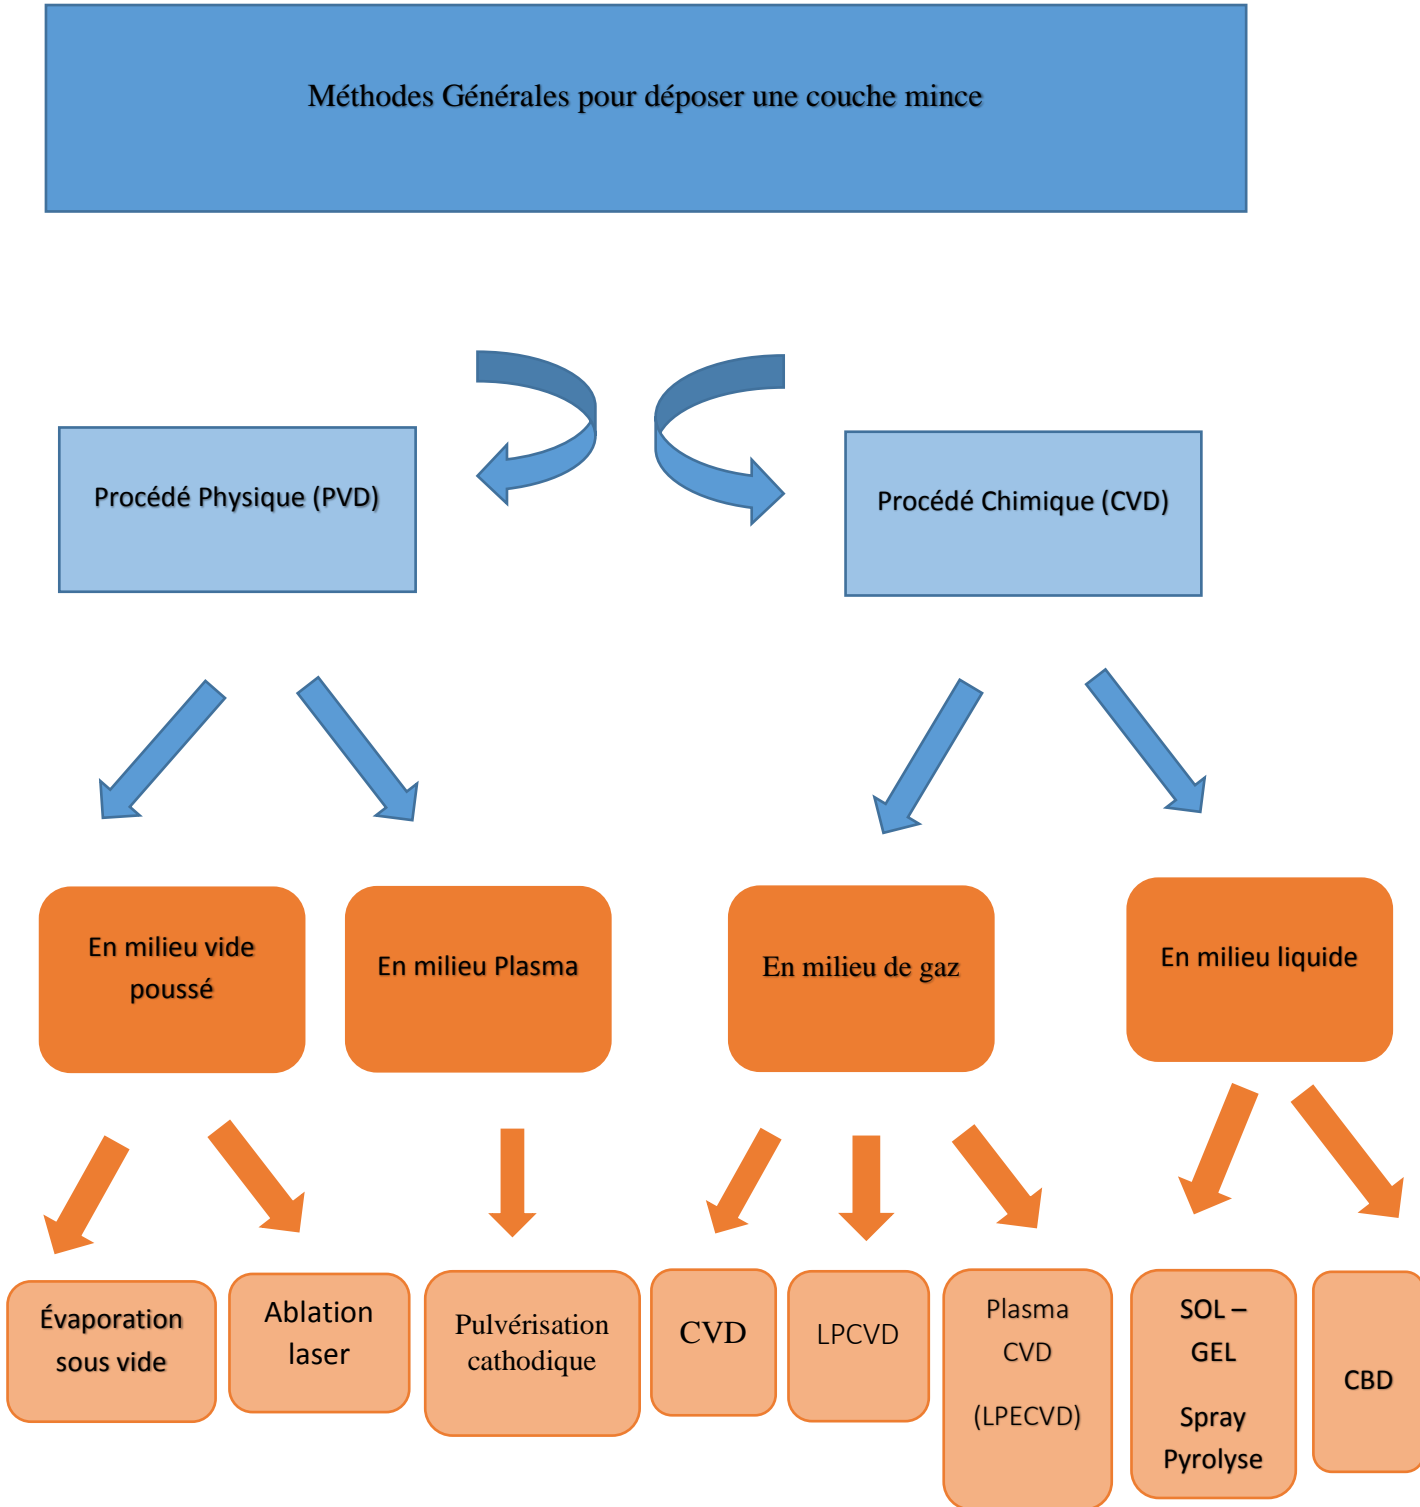 Méthodes Générales pour déposer une couche mince
Procédé Physique (PVD)
Procédé Chimique (CVD)
En milieu vide
poussé
En milieu Plasma
En milieu de gaz
En milieu liquide
Évaporation
sous vide
Ablation
laser
Pulvérisation
cathodique
CVD
LPCVD
Plasma
CVD
(LPECVD)
SOL –
GEL
Spray
Pyrolyse
CBD